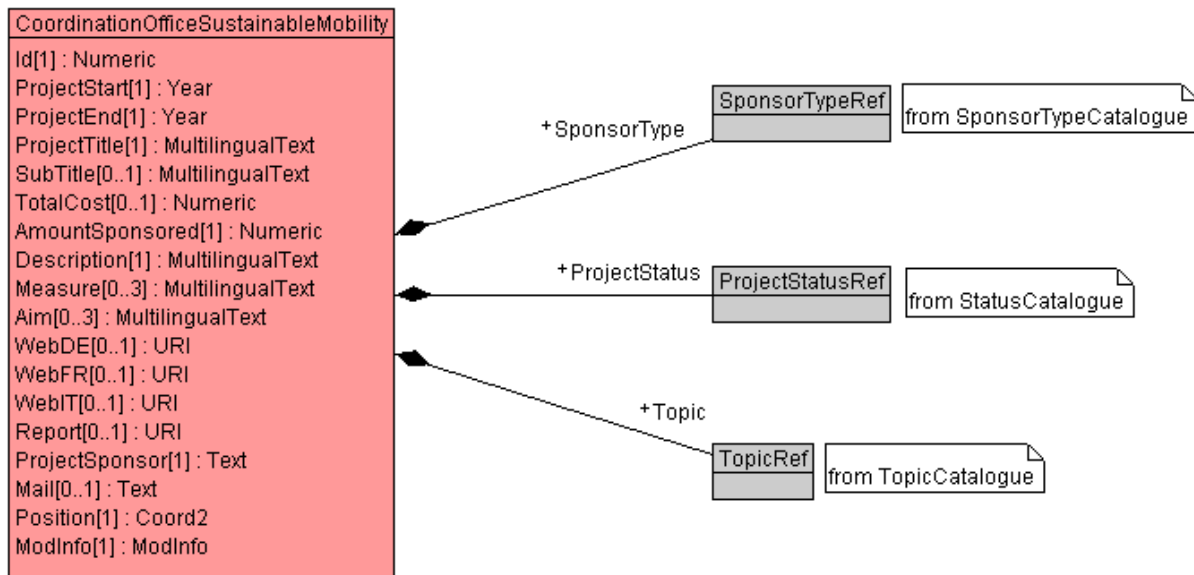 CoordinationOfficeSustainableMobility
Id[1] : Numeric
ProjectStart[1] : Year
ProjectEnd[1] : Year
ProjectTitle[1] : MultilingualText
SubTitle[0..1] : MultilingualText
TotalCost[0..1] : Numeric
AmountSponsored[1] : Numeric
Description[1] : MultilingualText
Measure[0..3] : MultilingualText
Aim[0..3] : MultilingualText
WebDE[0..1] : URI
WebFR[0..1] : URI
WebIT[0..1] : URI
Report[0..1] : URI
ProjectSponsor[1] : Text
Mail[0..1] : Text
Position[1] : Coord2
ModInfo[1] : ModInfo
+SponsorType
SponsorTypeRef
from SponsorTypeCatalogue
+ProjectStatus
ProjectStatusRef
from StatusCatalogue
+Topic
TopicRef
from TopicCatalogue